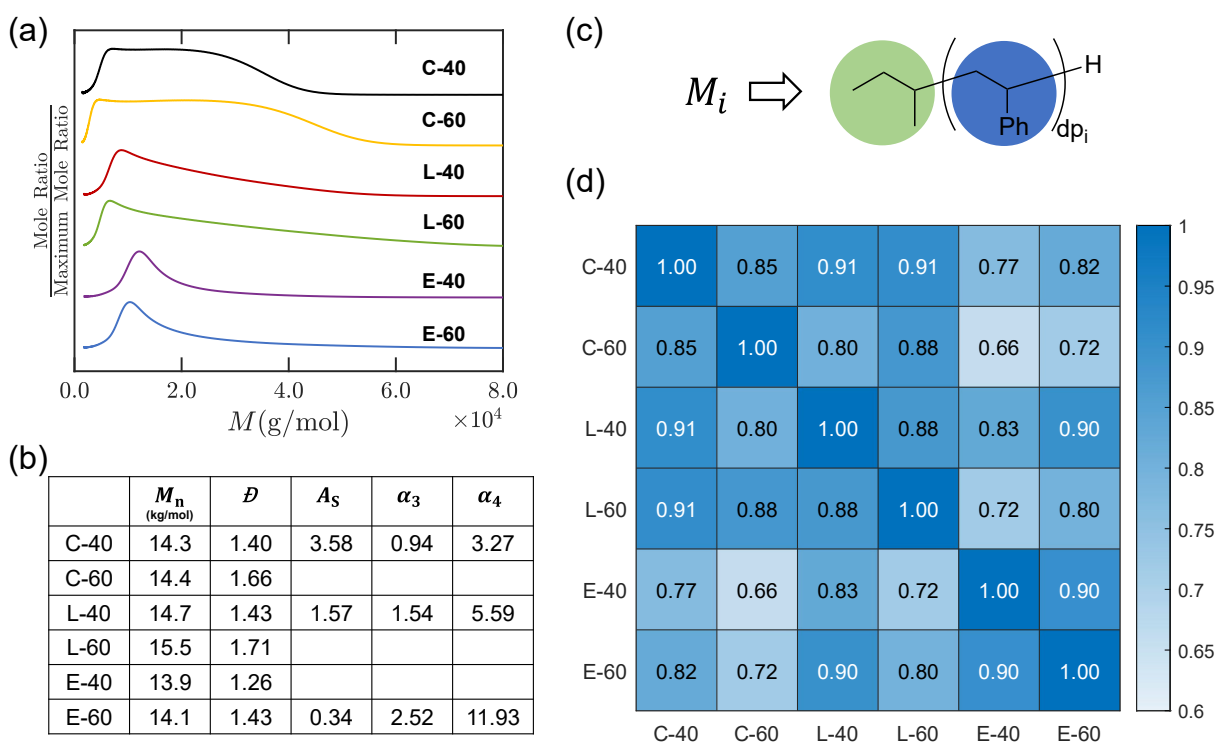 (a)
C-40
C-60
L-40
L-60
E-40
E-60
Mole Ratio
Maximum Mole Ratio
0.0 2.0 4.0 6.0 8.0
M(g/mol) ×10⁴
(b)
Mn (kg/mol) Đ AS α3 α4
C-40 14.3 1.40 3.58 0.94 3.27
C-60 14.4 1.66
L-40 14.7 1.43 1.57 1.54 5.59
L-60 15.5 1.71
E-40 13.9 1.26
E-60 14.1 1.43 0.34 2.52 11.93
(c)
Mi
H
Ph
dpi
(d)
C-40 1.00 0.85 0.91 0.91 0.77 0.82
C-60 0.85 1.00 0.80 0.88 0.66 0.72
L-40 0.91 0.80 1.00 0.88 0.83 0.90
L-60 0.91 0.88 0.88 1.00 0.72 0.80
E-40 0.77 0.66 0.83 0.72 1.00 0.90
E-60 0.82 0.72 0.90 0.80 0.90 1.00
C-40 C-60 L-40 L-60 E-40 E-60
1
0.95
0.9
0.85
0.8
0.75
0.7
0.65
0.6